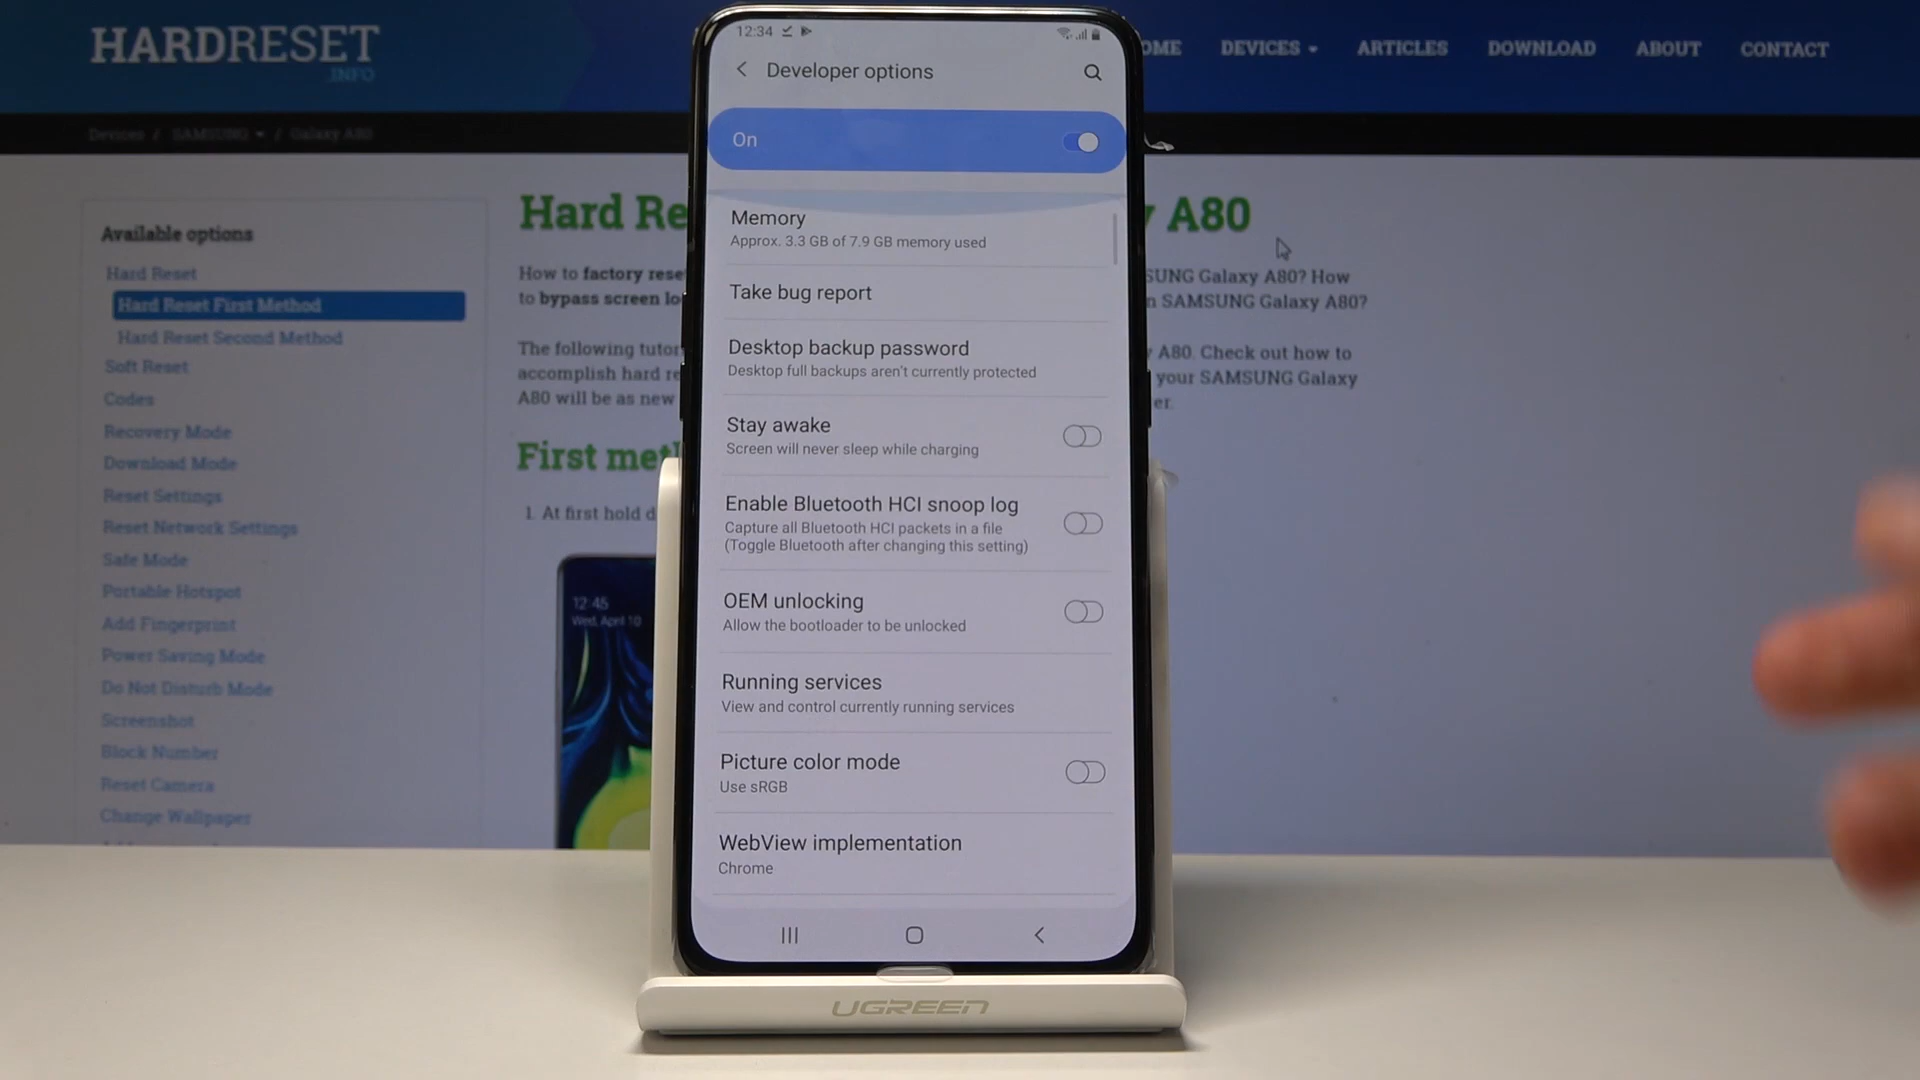 HARDRESET
.INFO
OME DEVICES ARTICLES DOWNLOAD ABOUT CONTACT
Devices / SAMSUNG / Galaxy A80
Available options
Hard Reset
Hard Reset First Method
Hard Reset Second Method
Soft Reset
Codes
Recovery Mode
Download Mode
Reset Settings
Reset Network Settings
Safe Mode
Portable Hotspot
Add Fingerprint
Power Saving Mode
Do Not Disturb Mode
Screenshot
Block Number
Reset Camera
Change Wallpaper
Hard Re
y A80
How to factory rese
SUNG Galaxy A80? How
to bypass screen lo
n SAMSUNG Galaxy A80?
The following tutor
A80. Check out how to
accomplish hard re
your SAMSUNG Galaxy
A80 will be as new
er.
First met
1. At first hold d
12:45
Wed, April 10
12:34
Developer options
On
Memory
Approx. 3.3 GB of 7.9 GB memory used
Take bug report
Desktop backup password
Desktop full backups aren't currently protected
Stay awake
Screen will never sleep while charging
Enable Bluetooth HCI snoop log
Capture all Bluetooth HCI packets in a file
(Toggle Bluetooth after changing this setting)
OEM unlocking
Allow the bootloader to be unlocked
Running services
View and control currently running services
Picture color mode
Use sRGB
WebView implementation
Chrome
UGREEN